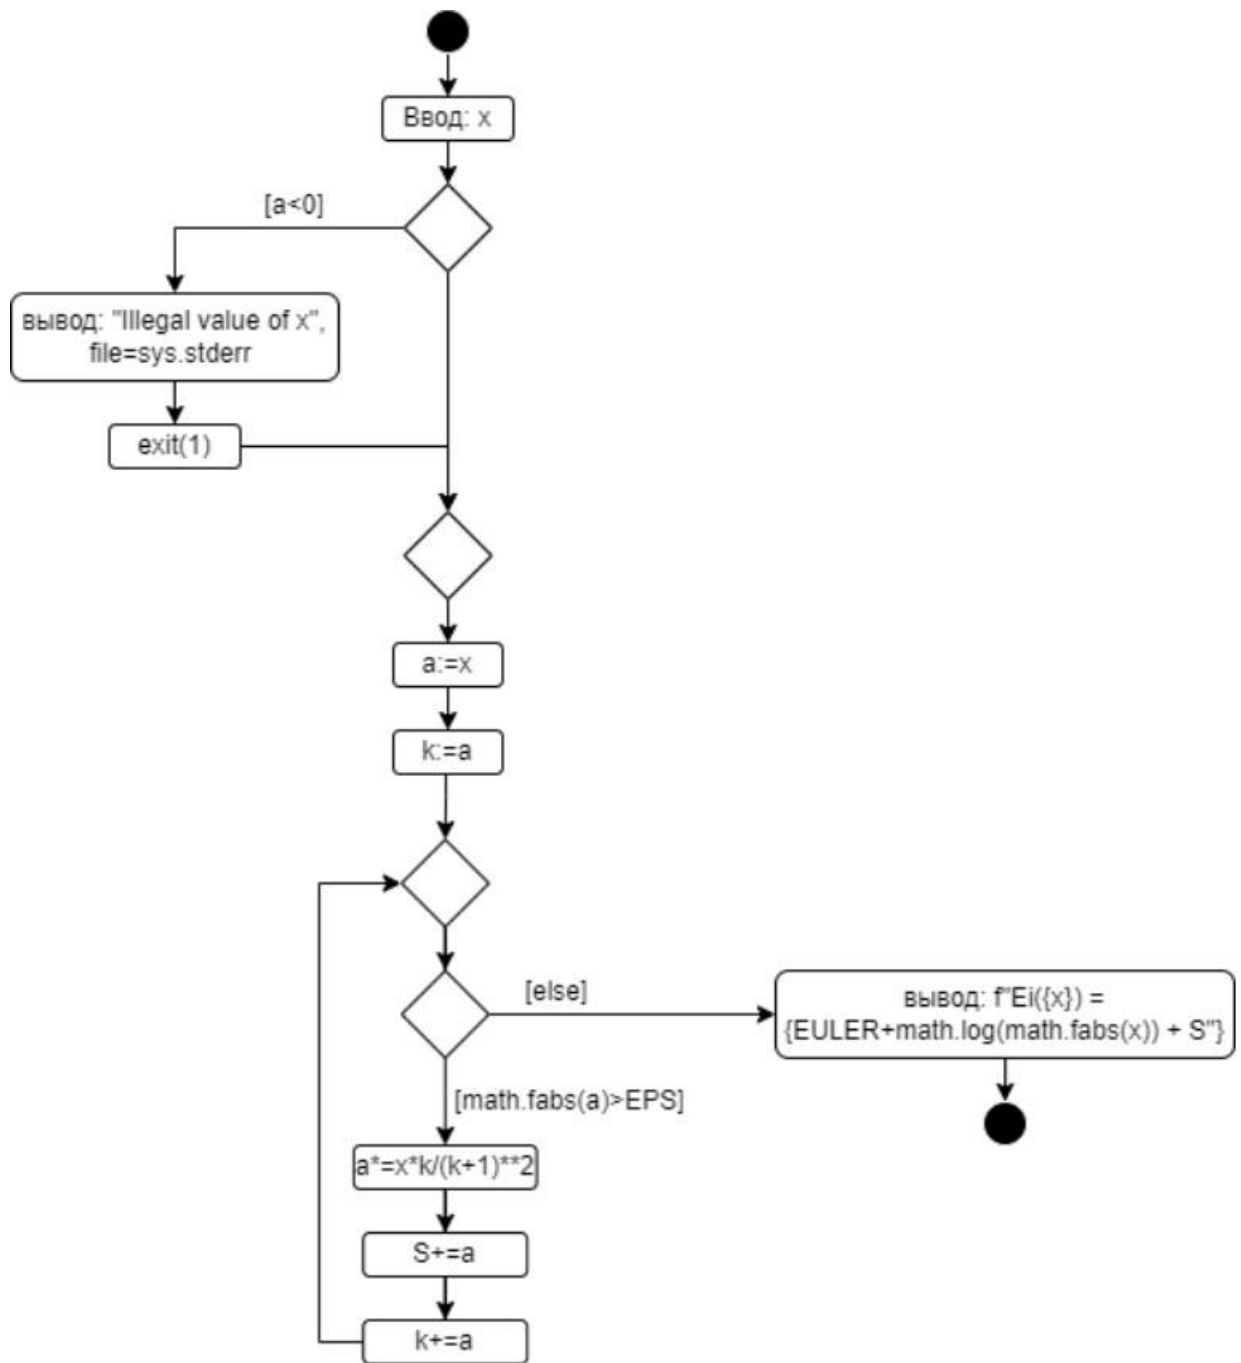 Ввод: x
[a<0]
вывод: "Illegal value of x",
file=sys.stderr
exit(1)
a:=x
k:=a
[else]
вывод: f"Ei({x}) =
{EULER+math.log(math.fabs(x)) + S"}
[math.fabs(a)>EPS]
a*=x*k/(k+1)**2
S+=a
k+=a